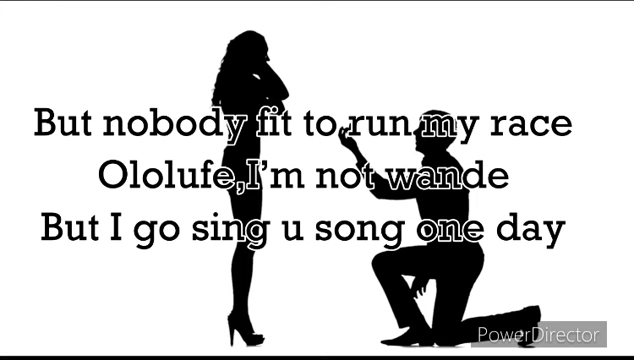 But nobody fit to run my race
Ololufe,I'm not wande
But I go sing u song one day
PowerDirector